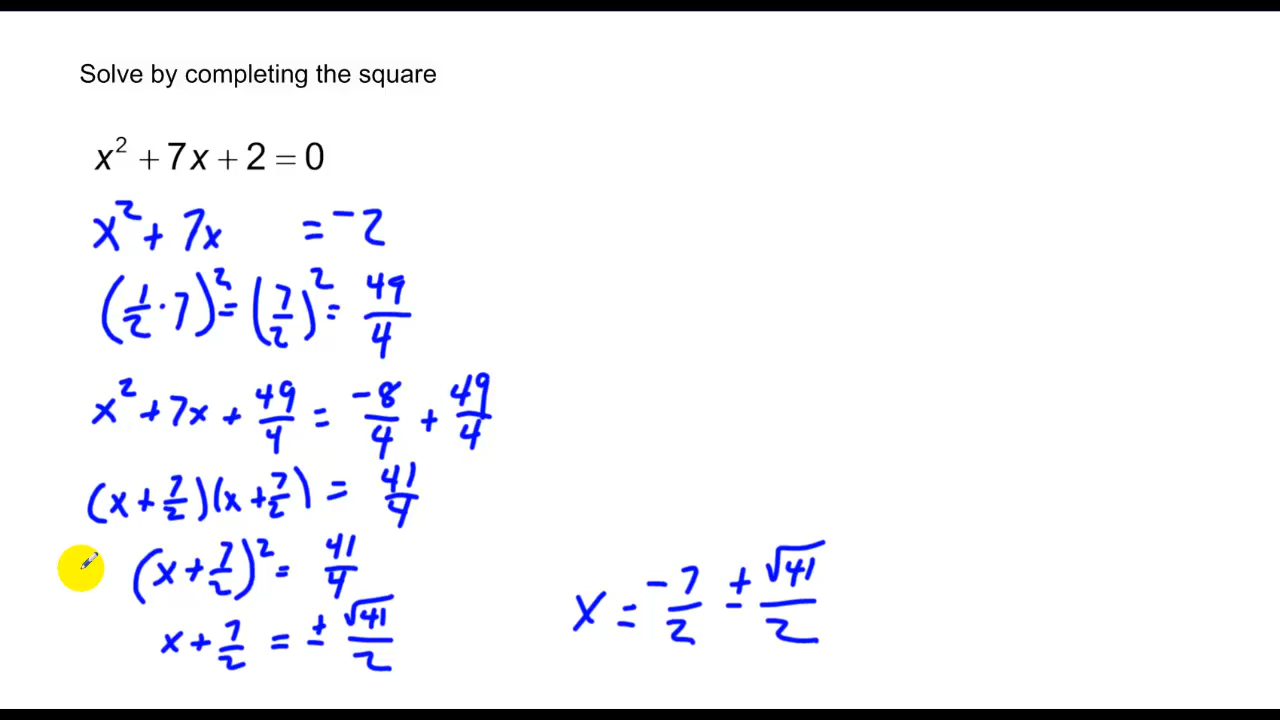 Solve by completing the square
x² + 7x + 2 = 0
x² + 7x = -2
(1/2 · 7)² = (7/2)² = 49/4
x² + 7x + 49/4 = -8/4 + 49/4
(x + 7/2)(x + 7/2) = 41/4
(x + 7/2)² = 41/4
x + 7/2 = ± √41/2
x = -7/2 ± √41/2